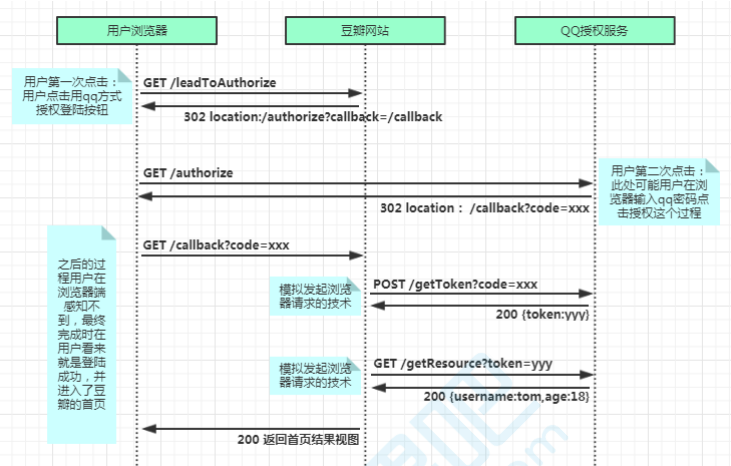 用户浏览器
豆瓣网站
QQ授权服务
用户第一次点击：
用户点击用qq方式
授权登陆按钮
GET /leadToAuthorize
302 location:/authorize?callback=/callback
用户第二次点击：
此处可能用户在浏
览器输入qq密码点
击授权这个过程
GET /authorize
302 location： /callback?code=xxx
之后的过
程用户在
浏览器端
感知不
到，最终
完成时在
用户看来
就是登陆
成功，并
进入了豆
瓣的首页
GET /callback?code=xxx
模拟发起浏览
器请求的技术
POST /getToken?code=xxx
200 {token:yyy}
模拟发起浏览
器请求的技术
GET /getResource?token=yyy
200 {username:tom,age:18}
200 返回首页结果视图